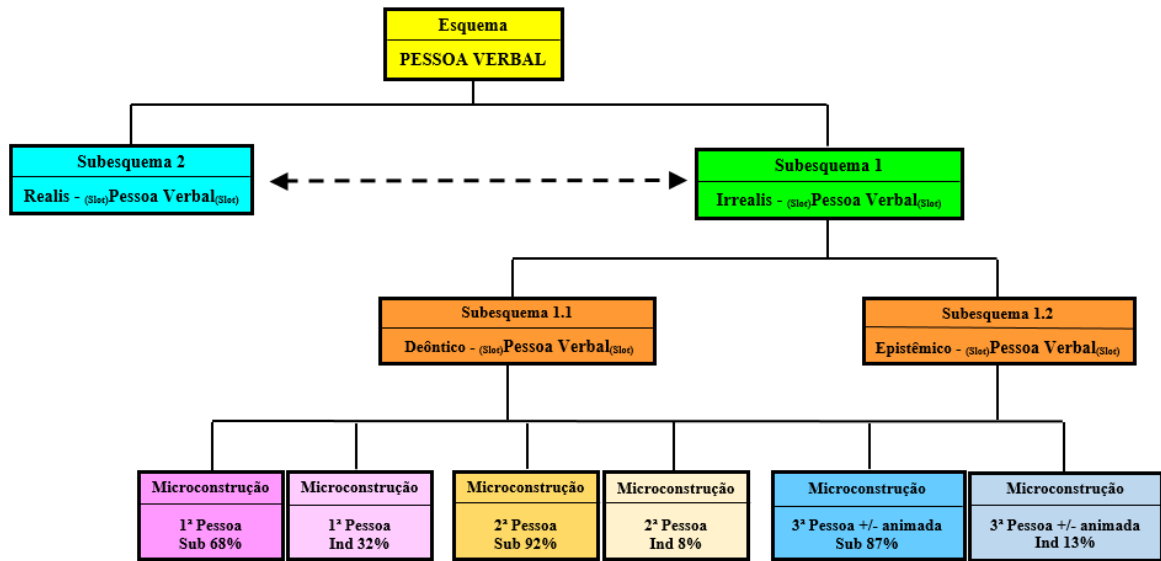 Esquema
PESSOA VERBAL
Subesquema 2
Realis - (Slot)Pessoa Verbal(Slot)
Subesquema 1
Irrealis - (Slot)Pessoa Verbal(Slot)
Subesquema 1.1
Deôntico - (Slot)Pessoa Verbal(Slot)
Subesquema 1.2
Epistêmico - (Slot)Pessoa Verbal(Slot)
Microconstrução
1ª Pessoa
Sub 68%
Microconstrução
1ª Pessoa
Ind 32%
Microconstrução
2ª Pessoa
Sub 92%
Microconstrução
2ª Pessoa
Ind 8%
Microconstrução
3ª Pessoa +/- animada
Sub 87%
Microconstrução
3ª Pessoa +/- animada
Ind 13%